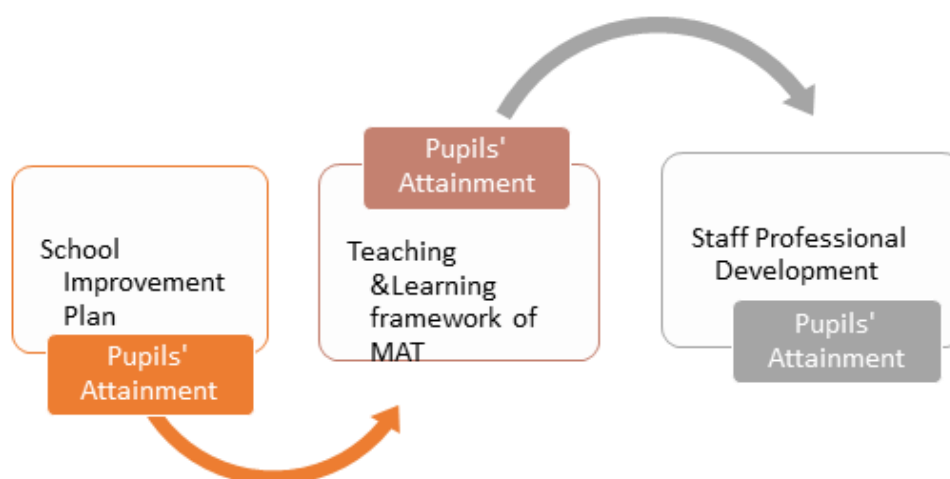 School
Improvement
Plan
Pupils'
Attainment
Pupils'
Attainment
Teaching
&Learning
framework of
MAT
Staff Professional
Development
Pupils'
Attainment